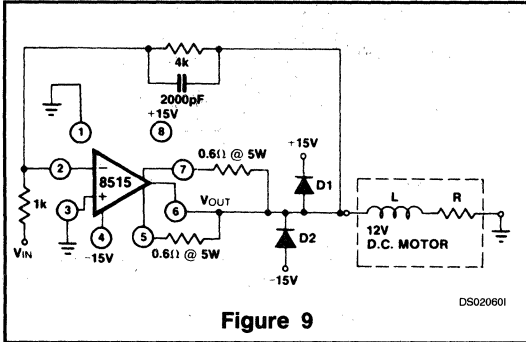 4k
2000pF
+15V
1
8
+15V
2
8515
7
0.6Ω @ 5W
D1
1k
3
6
VOUT
L
R
VIN
4
-15V
5
0.6Ω @ 5W
D2
-15V
12V
D.C. MOTOR
DS02060I
Figure 9